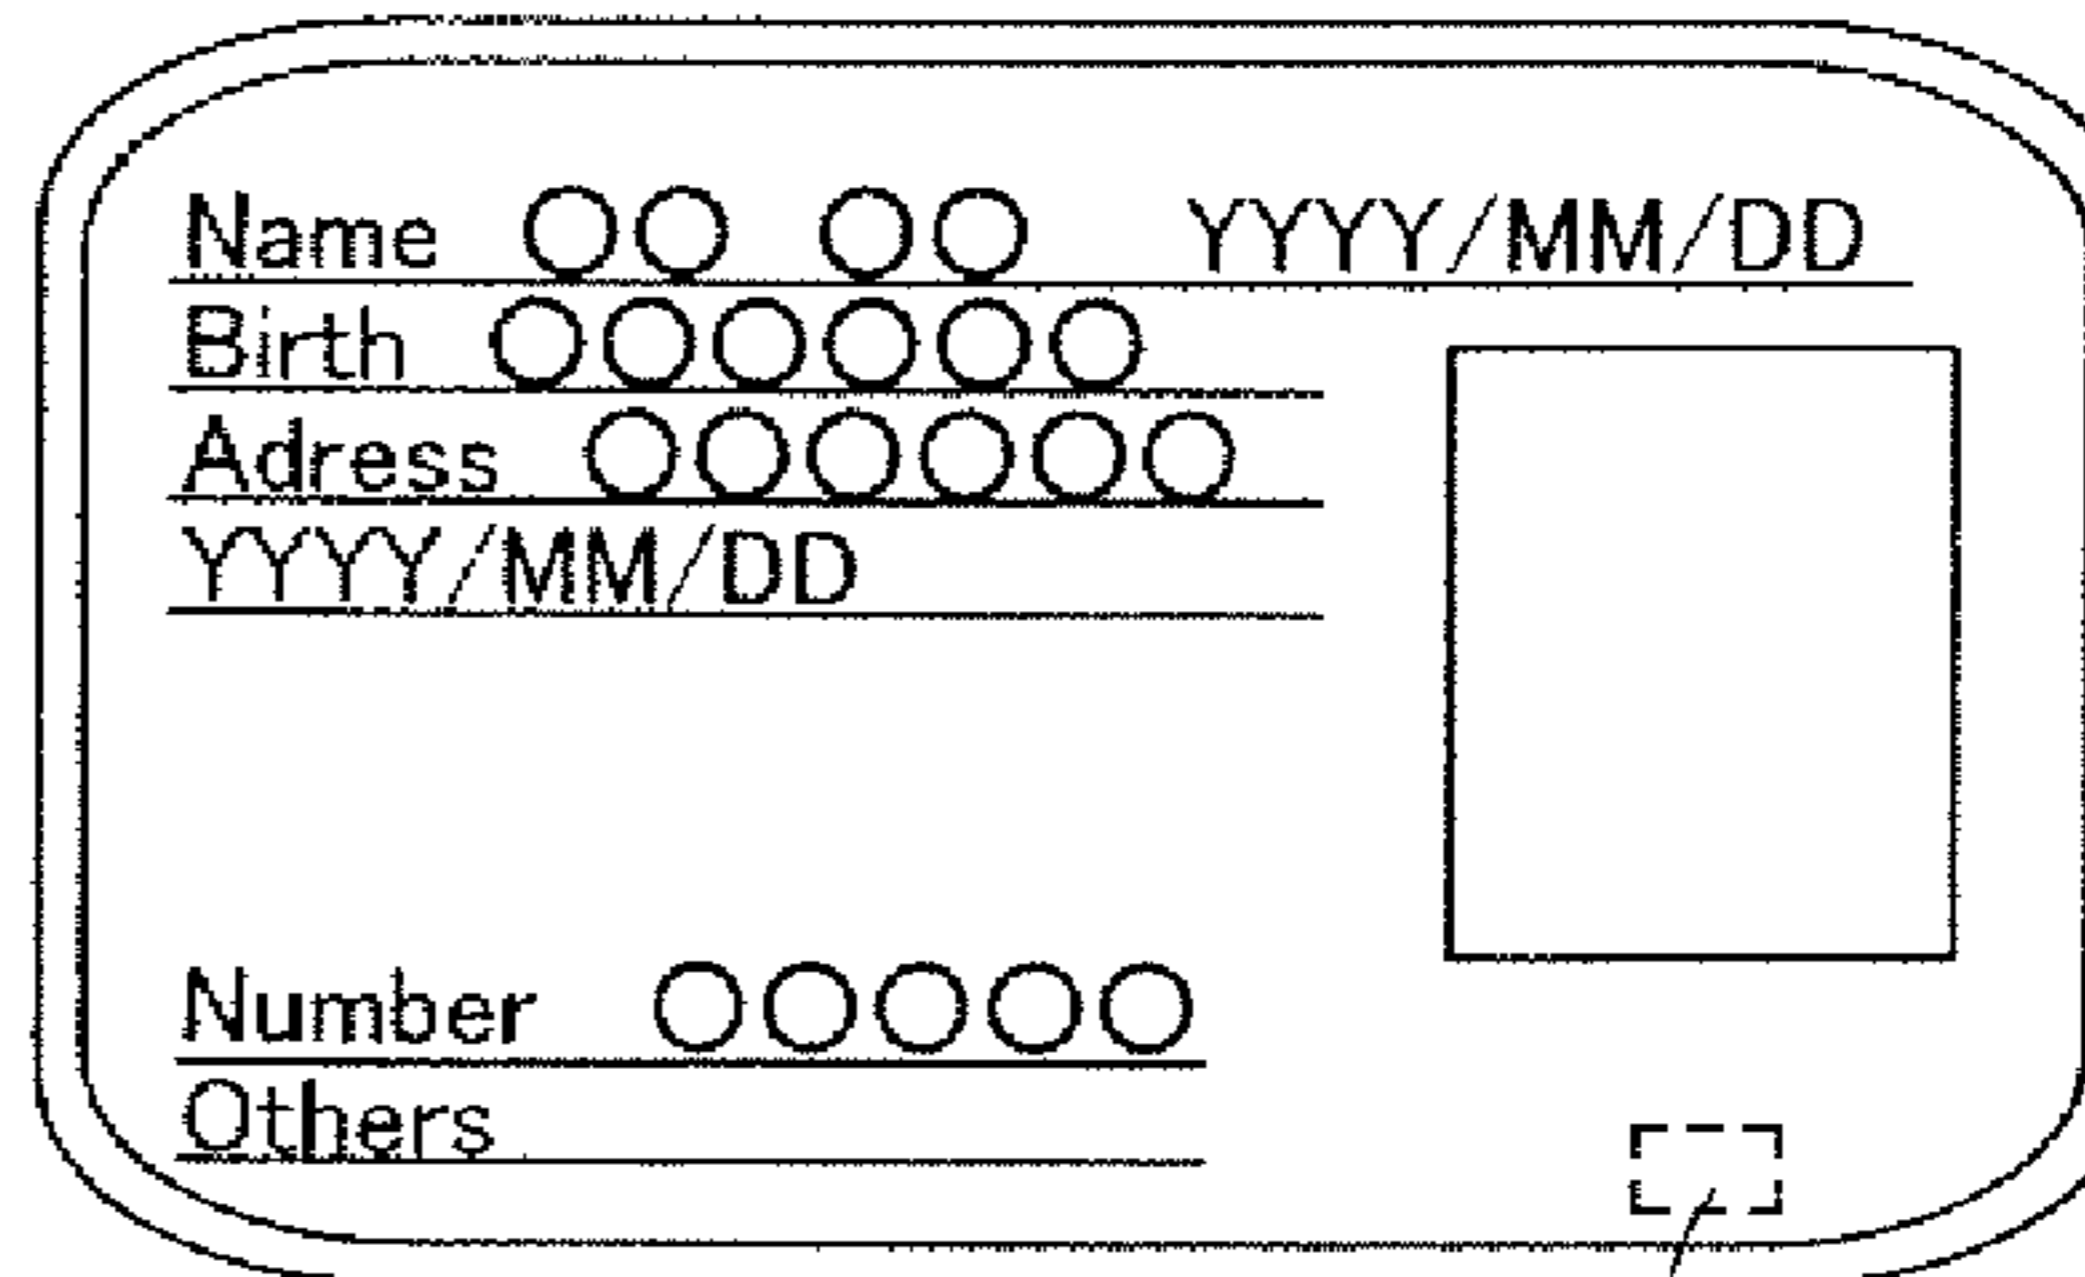 Name ○○ ○○ YYYY/MM/DD
Birth ○○○○○○
Adress ○○○○○○
YYYY/MM/DD
Number ○○○○○
Others